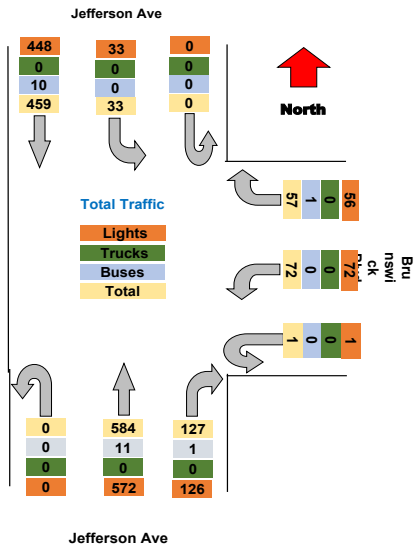 Jefferson Ave
448 33 0
0 0 0
10 0 0
459 33 0
North
57 1 0 56
Total Traffic
Lights
Trucks
Buses
Total
72 0 0 72
Bru
nswi
ck
1 0 0 1
0 584 127
0 11 1
0 0 0
0 572 126
Jefferson Ave